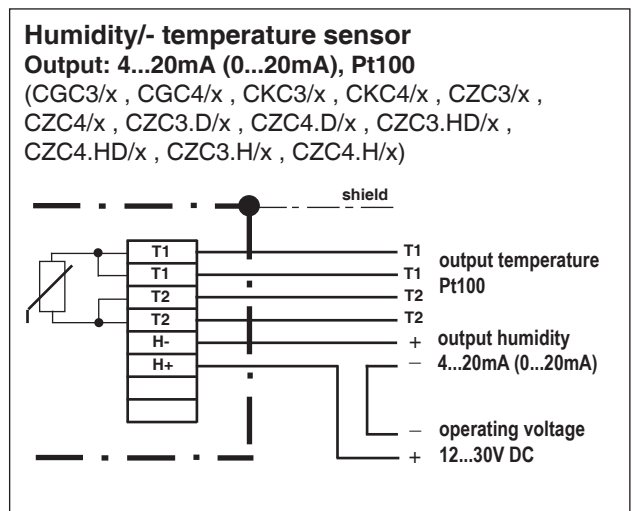 Humidity/- temperature sensor
Output: 4...20mA (0...20mA), Pt100
(CGC3/x , CGC4/x , CKC3/x , CKC4/x , CZC3/x ,
CZC4/x , CZC3.D/x , CZC4.D/x , CZC3.HD/x ,
CZC4.HD/x , CZC3.H/x , CZC4.H/x)
shield
T1
T1
T2
T2
H-
H+
T1
T1
T2
T2
+
–
–
+
output temperature
Pt100
output humidity
4...20mA (0...20mA)
operating voltage
12...30V DC